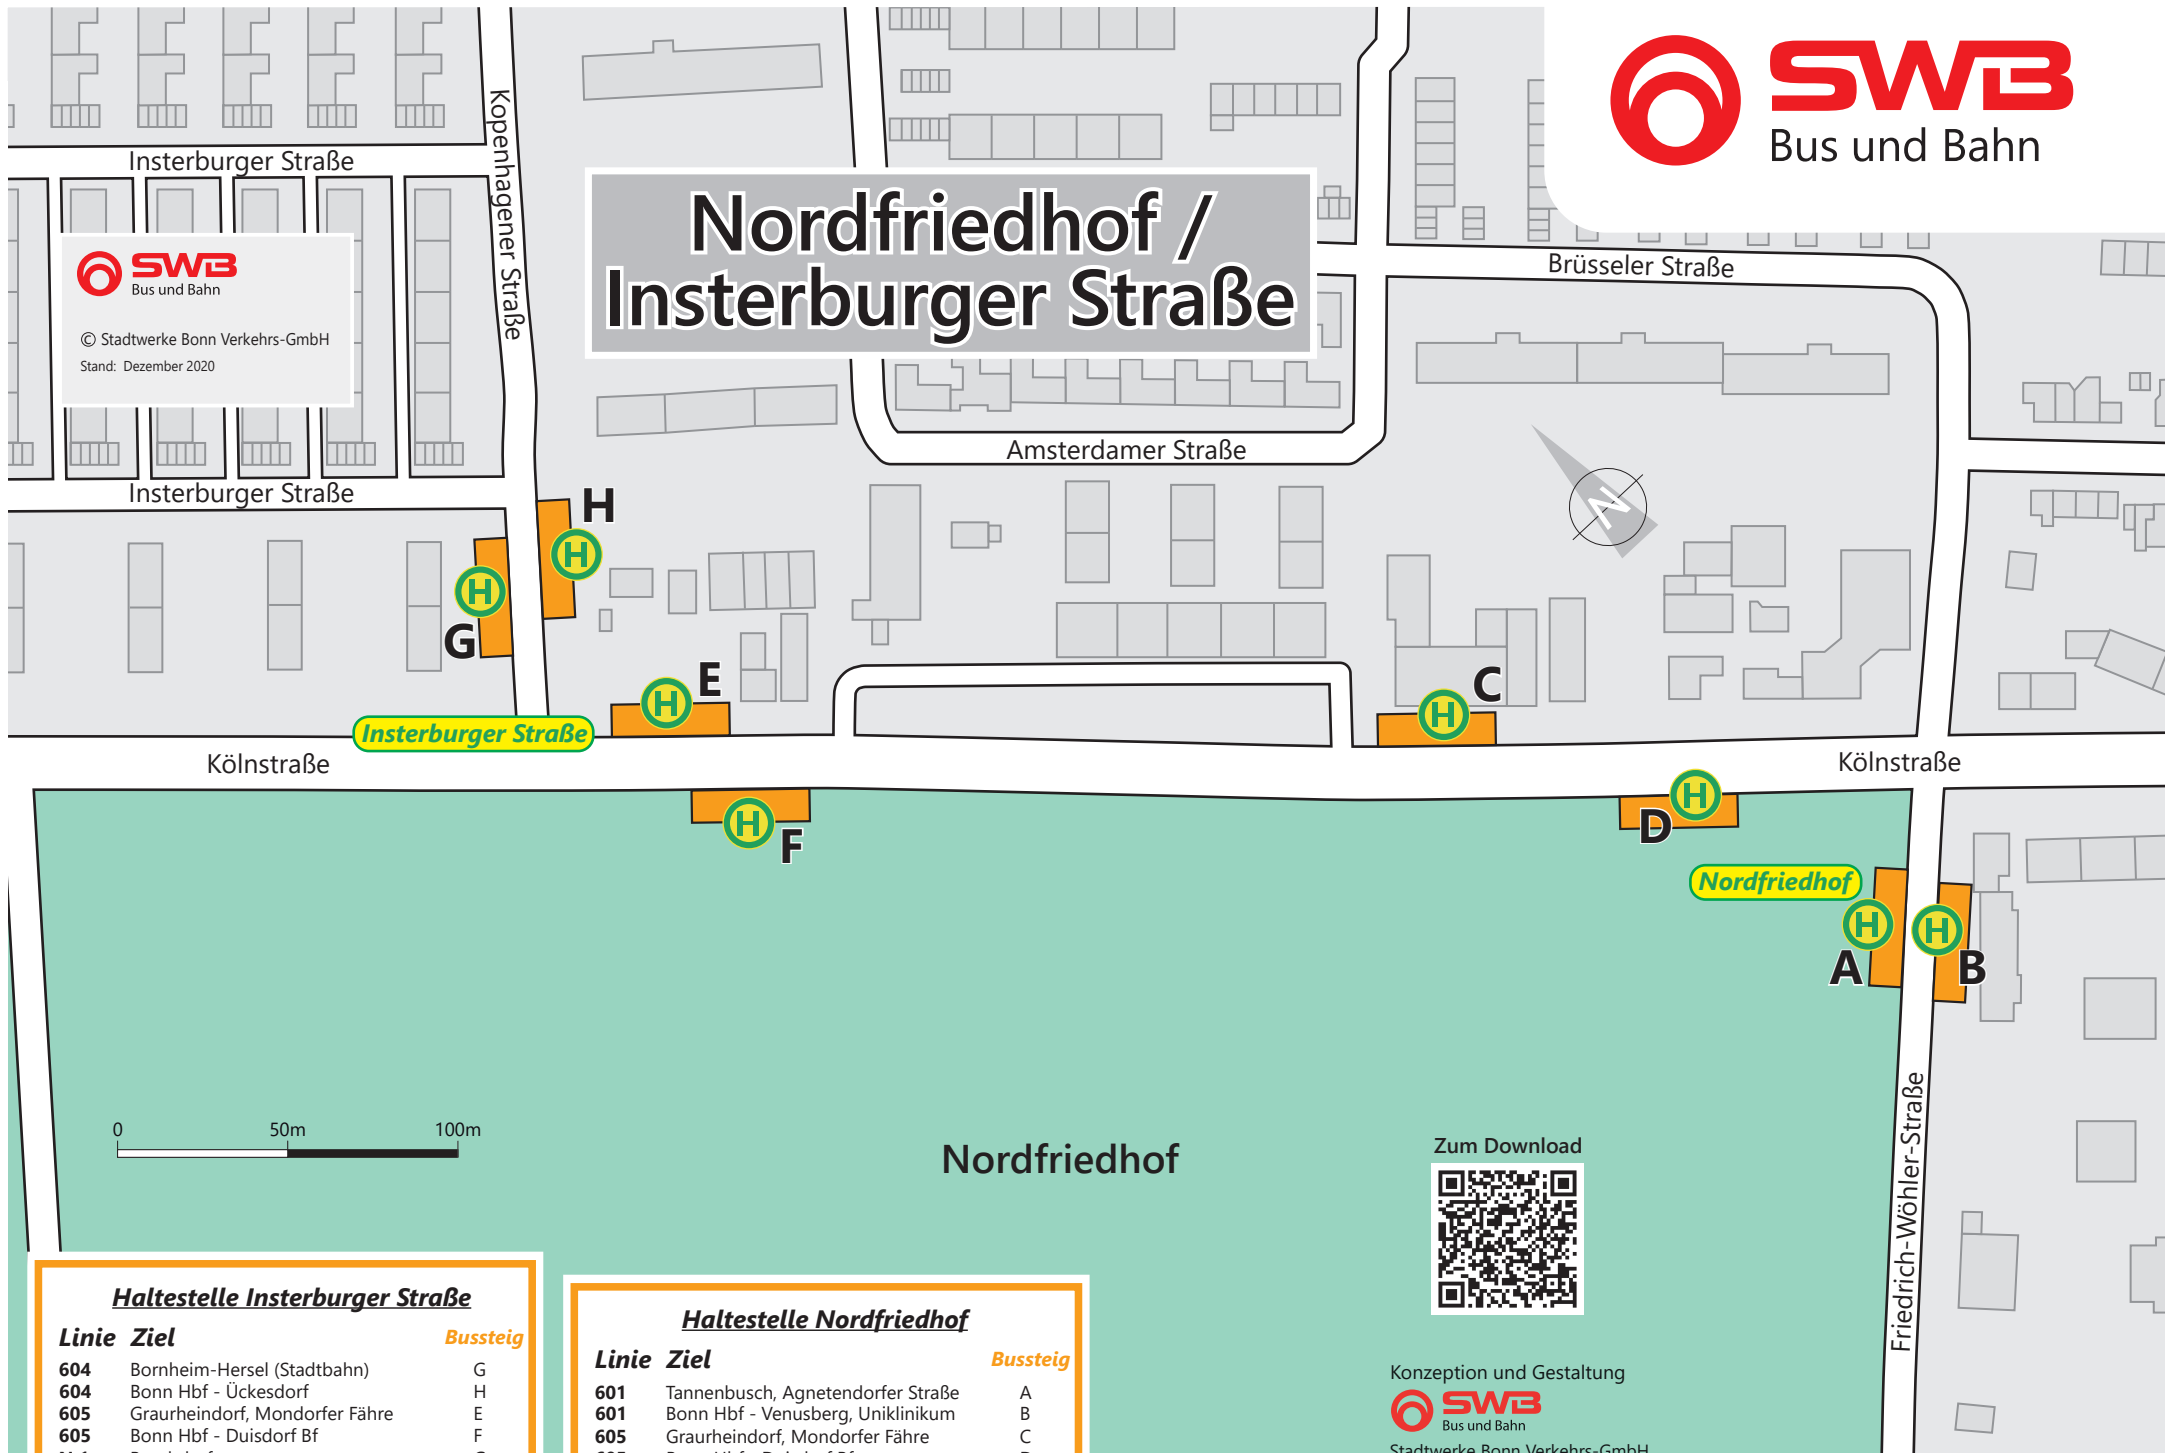 SWB
Bus und Bahn
Kopenhagener Straße
Insterburger Straße
Nordfriedhof /
Insterburger Straße
Brüsseler Straße
SWB
Bus und Bahn
© Stadtwerke Bonn Verkehrs-GmbH
Stand: Dezember 2020
Amsterdamer Straße
Insterburger Straße
N
H
H
H
G
E
H
C
H
Insterburger Straße
Kölnstraße
Kölnstraße
H
F
H
D
Nordfriedhof
H
A
H
B
Friedrich-Wöhler-Straße
0 50m 100m
Nordfriedhof
Zum Download
Haltestelle Insterburger Straße
Linie Ziel Bussteig
604 Bornheim-Hersel (Stadtbahn) G
604 Bonn Hbf - Ückesdorf H
605 Graurheindorf, Mondorfer Fähre E
605 Bonn Hbf - Duisdorf Bf F
Haltestelle Nordfriedhof
Linie Ziel Bussteig
601 Tannenbusch, Agnetendorfer Straße A
601 Bonn Hbf - Venusberg, Uniklinikum B
605 Graurheindorf, Mondorfer Fähre C
Konzeption und Gestaltung
SWB
Bus und Bahn
Stadtwerke Bonn Verkehrs-GmbH